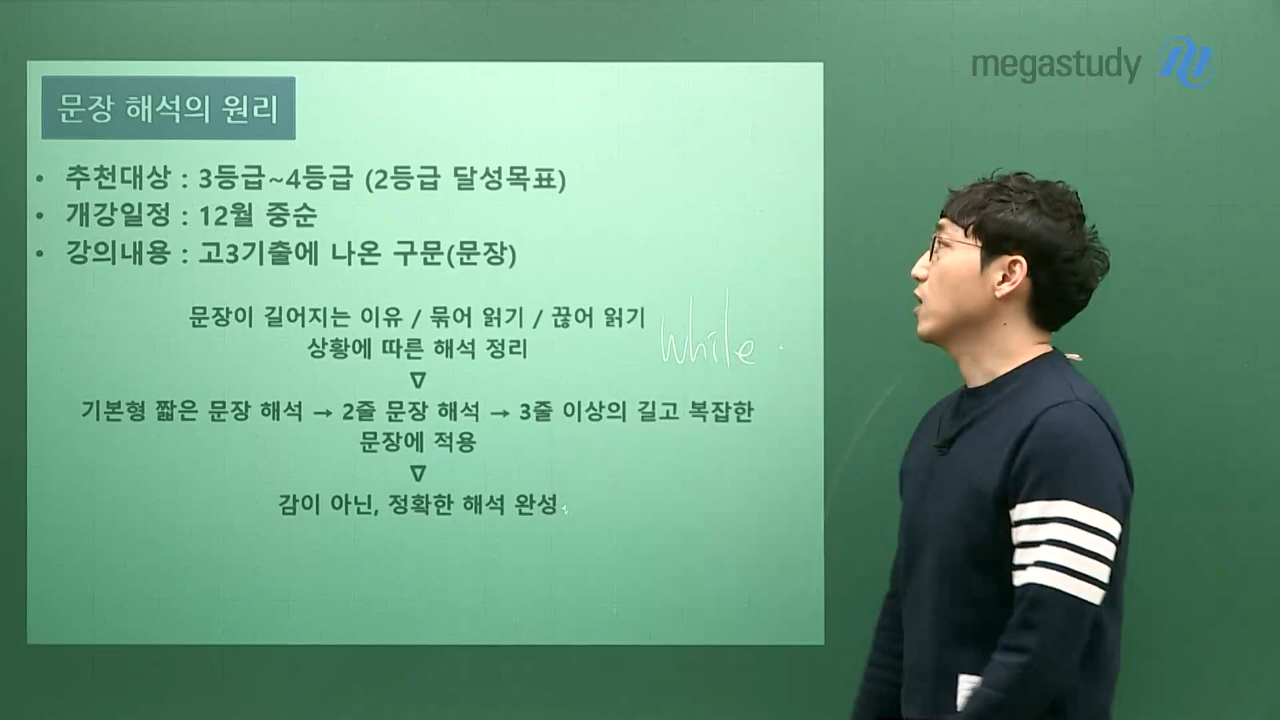 megastudy
문장 해석의 원리
• 추천대상 : 3등급~4등급 (2등급 달성목표)
• 개강일정 : 12월 중순
• 강의내용 : 고3기출에 나온 구문(문장)
문장이 길어지는 이유 / 묶어 읽기 / 끊어 읽기
while
상황에 따른 해석 정리
∇
기본형 짧은 문장 해석 → 2줄 문장 해석 → 3줄 이상의 길고 복잡한
문장에 적용
∇
감이 아닌, 정확한 해석 완성